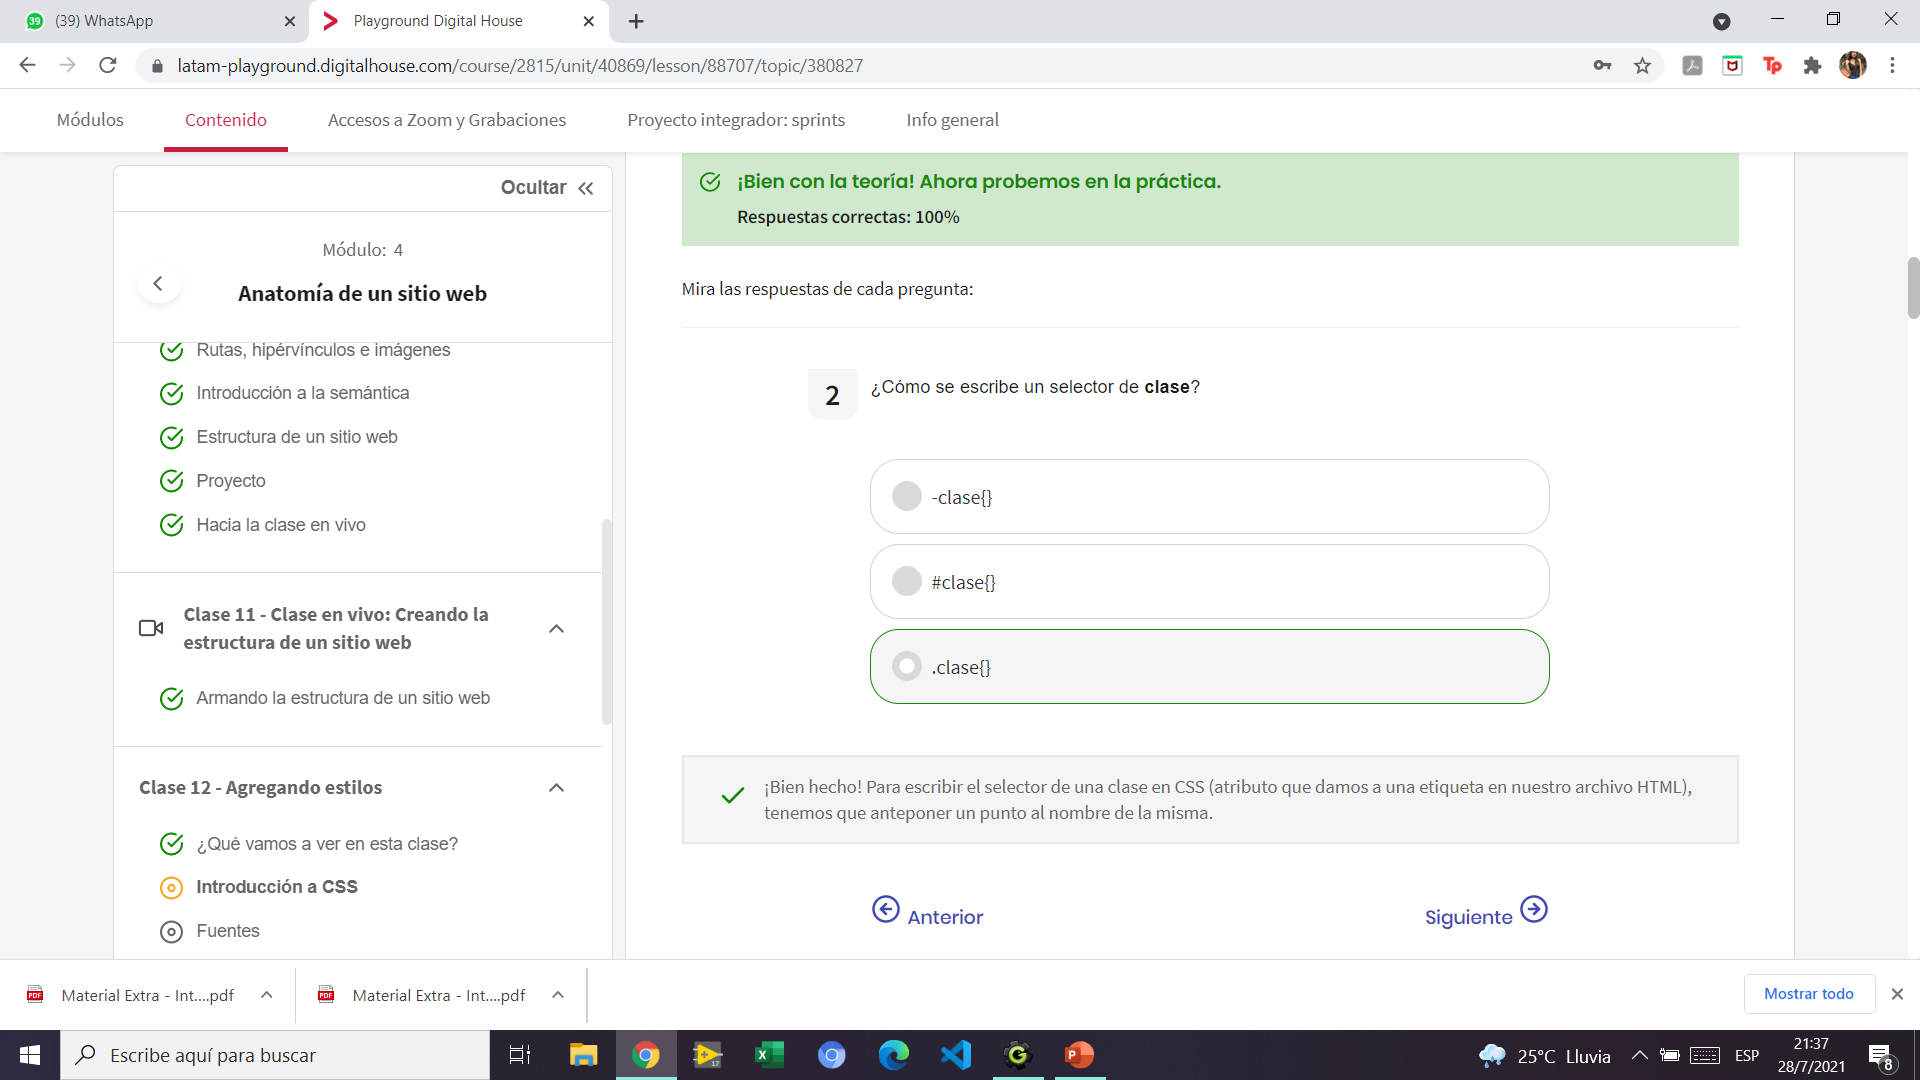 (39) WhatsApp
Playground Digital House
latam-playground.digitalhouse.com/course/2815/unit/40869/lesson/88707/topic/380827
Módulos
Contenido
Accesos a Zoom y Grabaciones
Proyecto integrador: sprints
Info general
Ocultar
Módulo: 4
Anatomía de un sitio web
Rutas, hipérvínculos e imágenes
Introducción a la semántica
Estructura de un sitio web
Proyecto
Hacia la clase en vivo
Clase 11 - Clase en vivo: Creando la
estructura de un sitio web
Armando la estructura de un sitio web
Clase 12 - Agregando estilos
¿Qué vamos a ver en esta clase?
Introducción a CSS
Fuentes
¡Bien con la teoría! Ahora probemos en la práctica.
Respuestas correctas: 100%
Mira las respuestas de cada pregunta:
2
¿Cómo se escribe un selector de clase?
-clase{}
#clase{}
.clase{}
¡Bien hecho! Para escribir el selector de una clase en CSS (atributo que damos a una etiqueta en nuestro archivo HTML),
tenemos que anteponer un punto al nombre de la misma.
Anterior
Siguiente
Material Extra - Int....pdf
Material Extra - Int....pdf
Mostrar todo
Escribe aquí para buscar
25°C Lluvia
ESP
21:37
28/7/2021
8